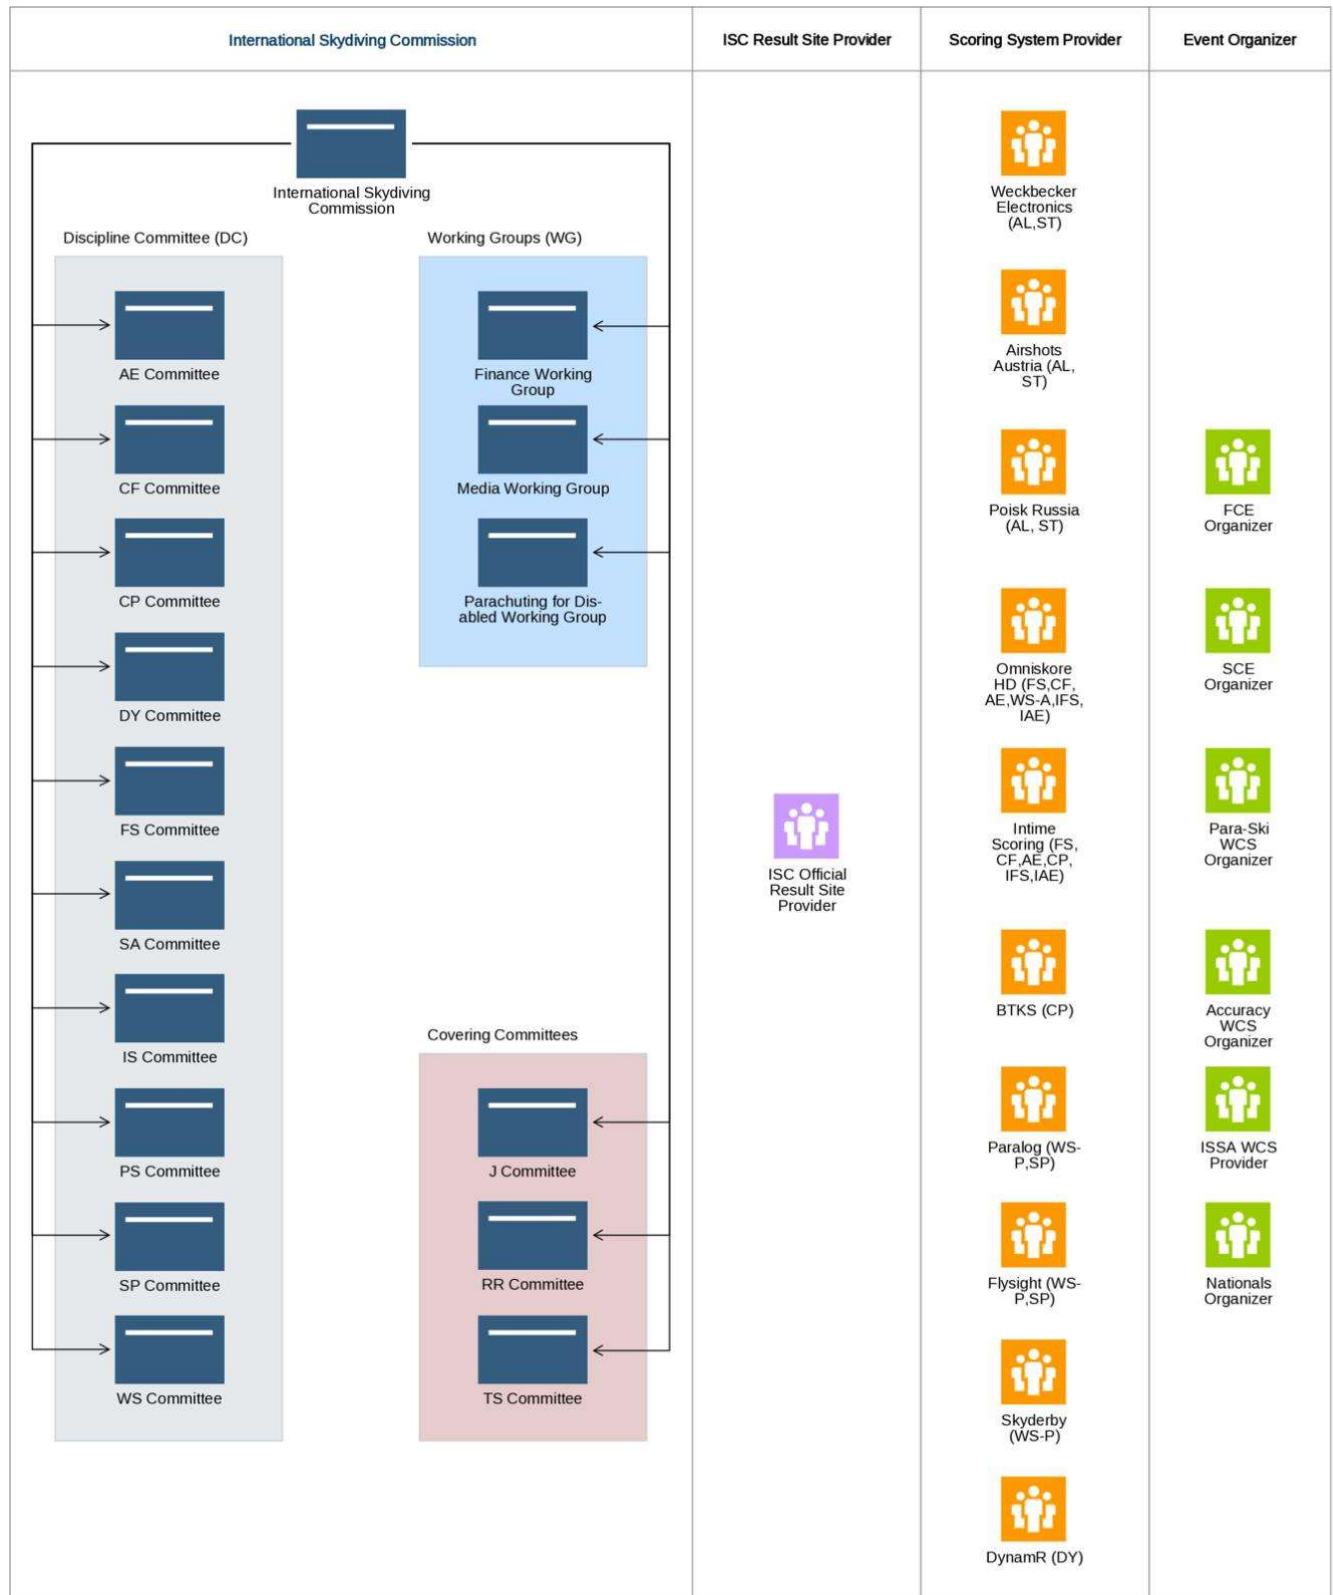 International Skydiving Commission
ISC Result Site Provider
Scoring System Provider
Event Organizer
International Skydiving
Commission
Discipline Committee (DC)
AE Committee
CF Committee
CP Committee
DY Committee
FS Committee
SA Committee
IS Committee
PS Committee
SP Committee
WS Committee
Working Groups (WG)
Finance Working
Group
Media Working Group
Parachuting for Dis-
abled Working Group
Covering Committees
J Committee
RR Committee
TS Committee
ISC Official
Result Site
Provider
Weckbecker
Electronics
(AL,ST)
Airshots
Austria (AL,
ST)
Poisk Russia
(AL, ST)
Omniskore
HD (FS,CF,
AE,WS-A,IFS,
IAE)
Intime
Scoring (FS,
CF,AE,CP,
IFS,IAE)
BTKS (CP)
Paralog (WS-
P,SP)
Flysight (WS-
P,SP)
Skyderby
(WS-P)
DynamR (DY)
FCE
Organizer
SCE
Organizer
Para-Ski
WCS
Organizer
Accuracy
WCS
Organizer
ISSA WCS
Provider
Nationals
Organizer